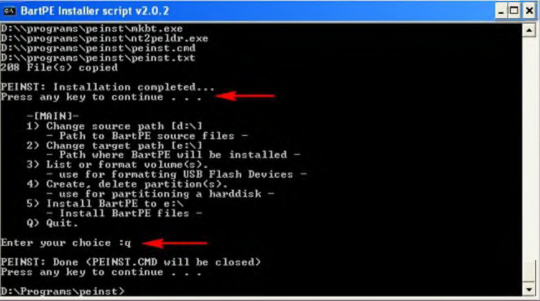 BartPE Installer script v2.0.2
D:\\programs\peinst\mkbt.exe
D:\\programs\peinst\nt2peldr.exe
D:\\programs\peinst\peinst.cmd
D:\\programs\peinst\peinst.txt
208 File(s) copied
PEINST: Installation completed...
Press any key to continue . . .
-[MAIN]-
1) Change source path [d:\]
- Path to BartPE source files -
2) Change target path [e:\]
- Path where BartPE will be installed -
3) List or format volume(s).
- use for formatting USB Flash Devices -
4) Create, delete partition(s).
- use for partitioning a harddisk -
5) Install BartPE to e:\
- Install BartPE files -
Q) Quit.
Enter your choice :q
PEINST: Done (PEINST.CMD will be closed)
Press any key to continue . . .
D:\Programs\peinst>